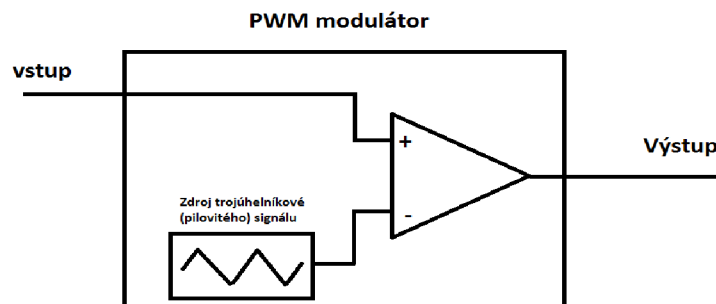 PWM modulátor
vstup
+
Výstup
Zdroj trojúhelníkové
(pilovitého) signálu
-